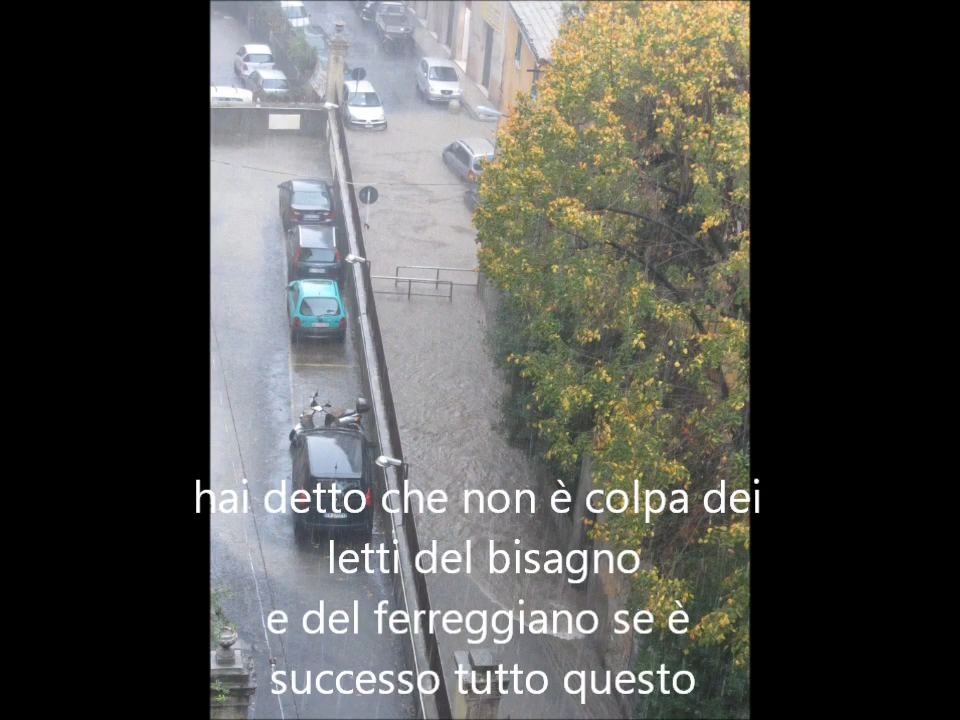 hai detto che non è colpa dei
letti del bisagno
e del ferreggiano se è
successo tutto questo